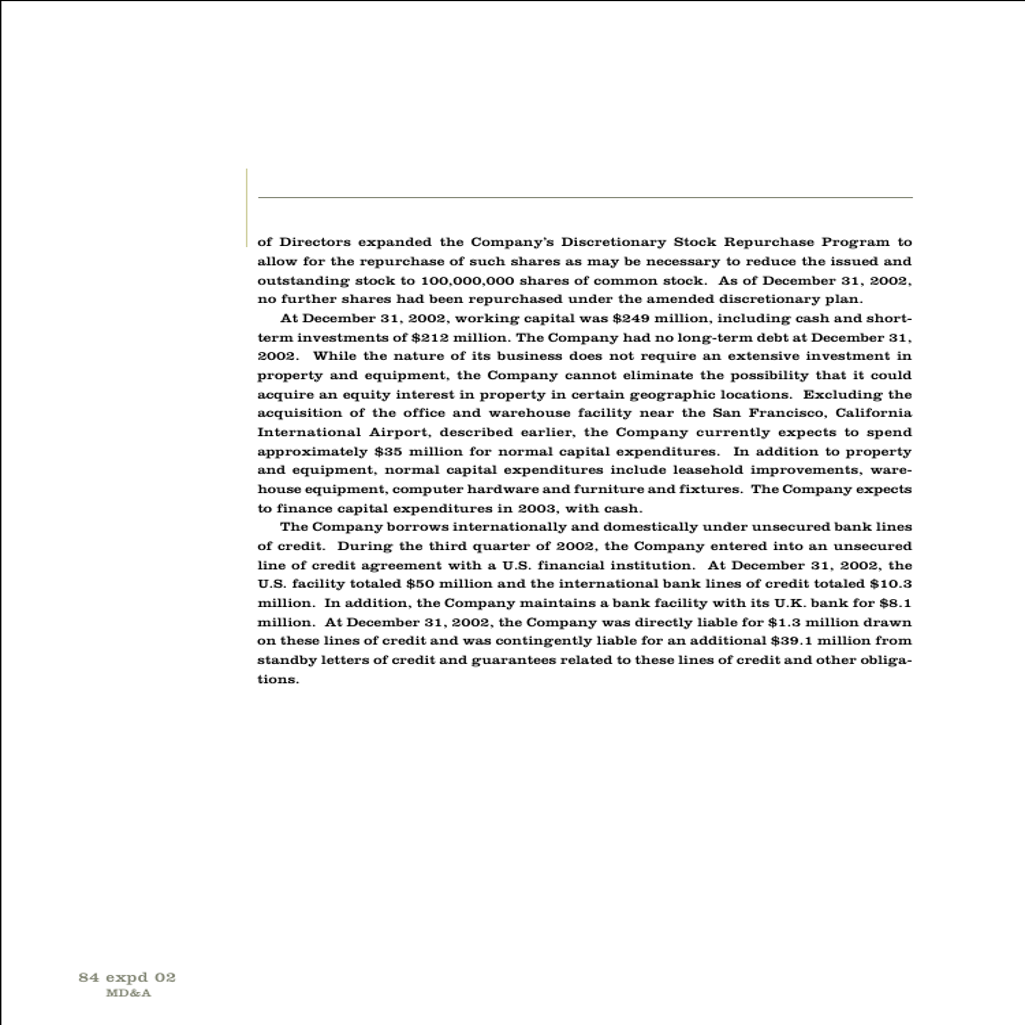 of Directors expanded the Company's Discretionary Stock Repurchase Program to
allow for the repurchase of such shares as may be necessary to reduce the issued and
outstanding stock to 100,000,000 shares of common stock.  As of December 31, 2002,
no further shares had been repurchased under the amended discretionary plan.
At December 31, 2002, working capital was $249 million, including cash and short-
term investments of $212 million. The Company had no long-term debt at December 31,
2002.  While the nature of its business does not require an extensive investment in
property and equipment, the Company cannot eliminate the possibility that it could
acquire an equity interest in property in certain geographic locations.  Excluding the
acquisition of the office and warehouse facility near the San Francisco, California
International Airport, described earlier, the Company currently expects to spend
approximately $35 million for normal capital expenditures.  In addition to property
and equipment, normal capital expenditures include leasehold improvements, ware-
house equipment, computer hardware and furniture and fixtures.  The Company expects
to finance capital expenditures in 2003, with cash.
The Company borrows internationally and domestically under unsecured bank lines
of credit.  During the third quarter of 2002, the Company entered into an unsecured
line of credit agreement with a U.S. financial institution.  At December 31, 2002, the
U.S. facility totaled $50 million and the international bank lines of credit totaled $10.3
million.  In addition, the Company maintains a bank facility with its U.K. bank for $8.1
million.  At December 31, 2002, the Company was directly liable for $1.3 million drawn
on these lines of credit and was contingently liable for an additional $39.1 million from
standby letters of credit and guarantees related to these lines of credit and other obliga-
tions.
84 expd 02
MD&A